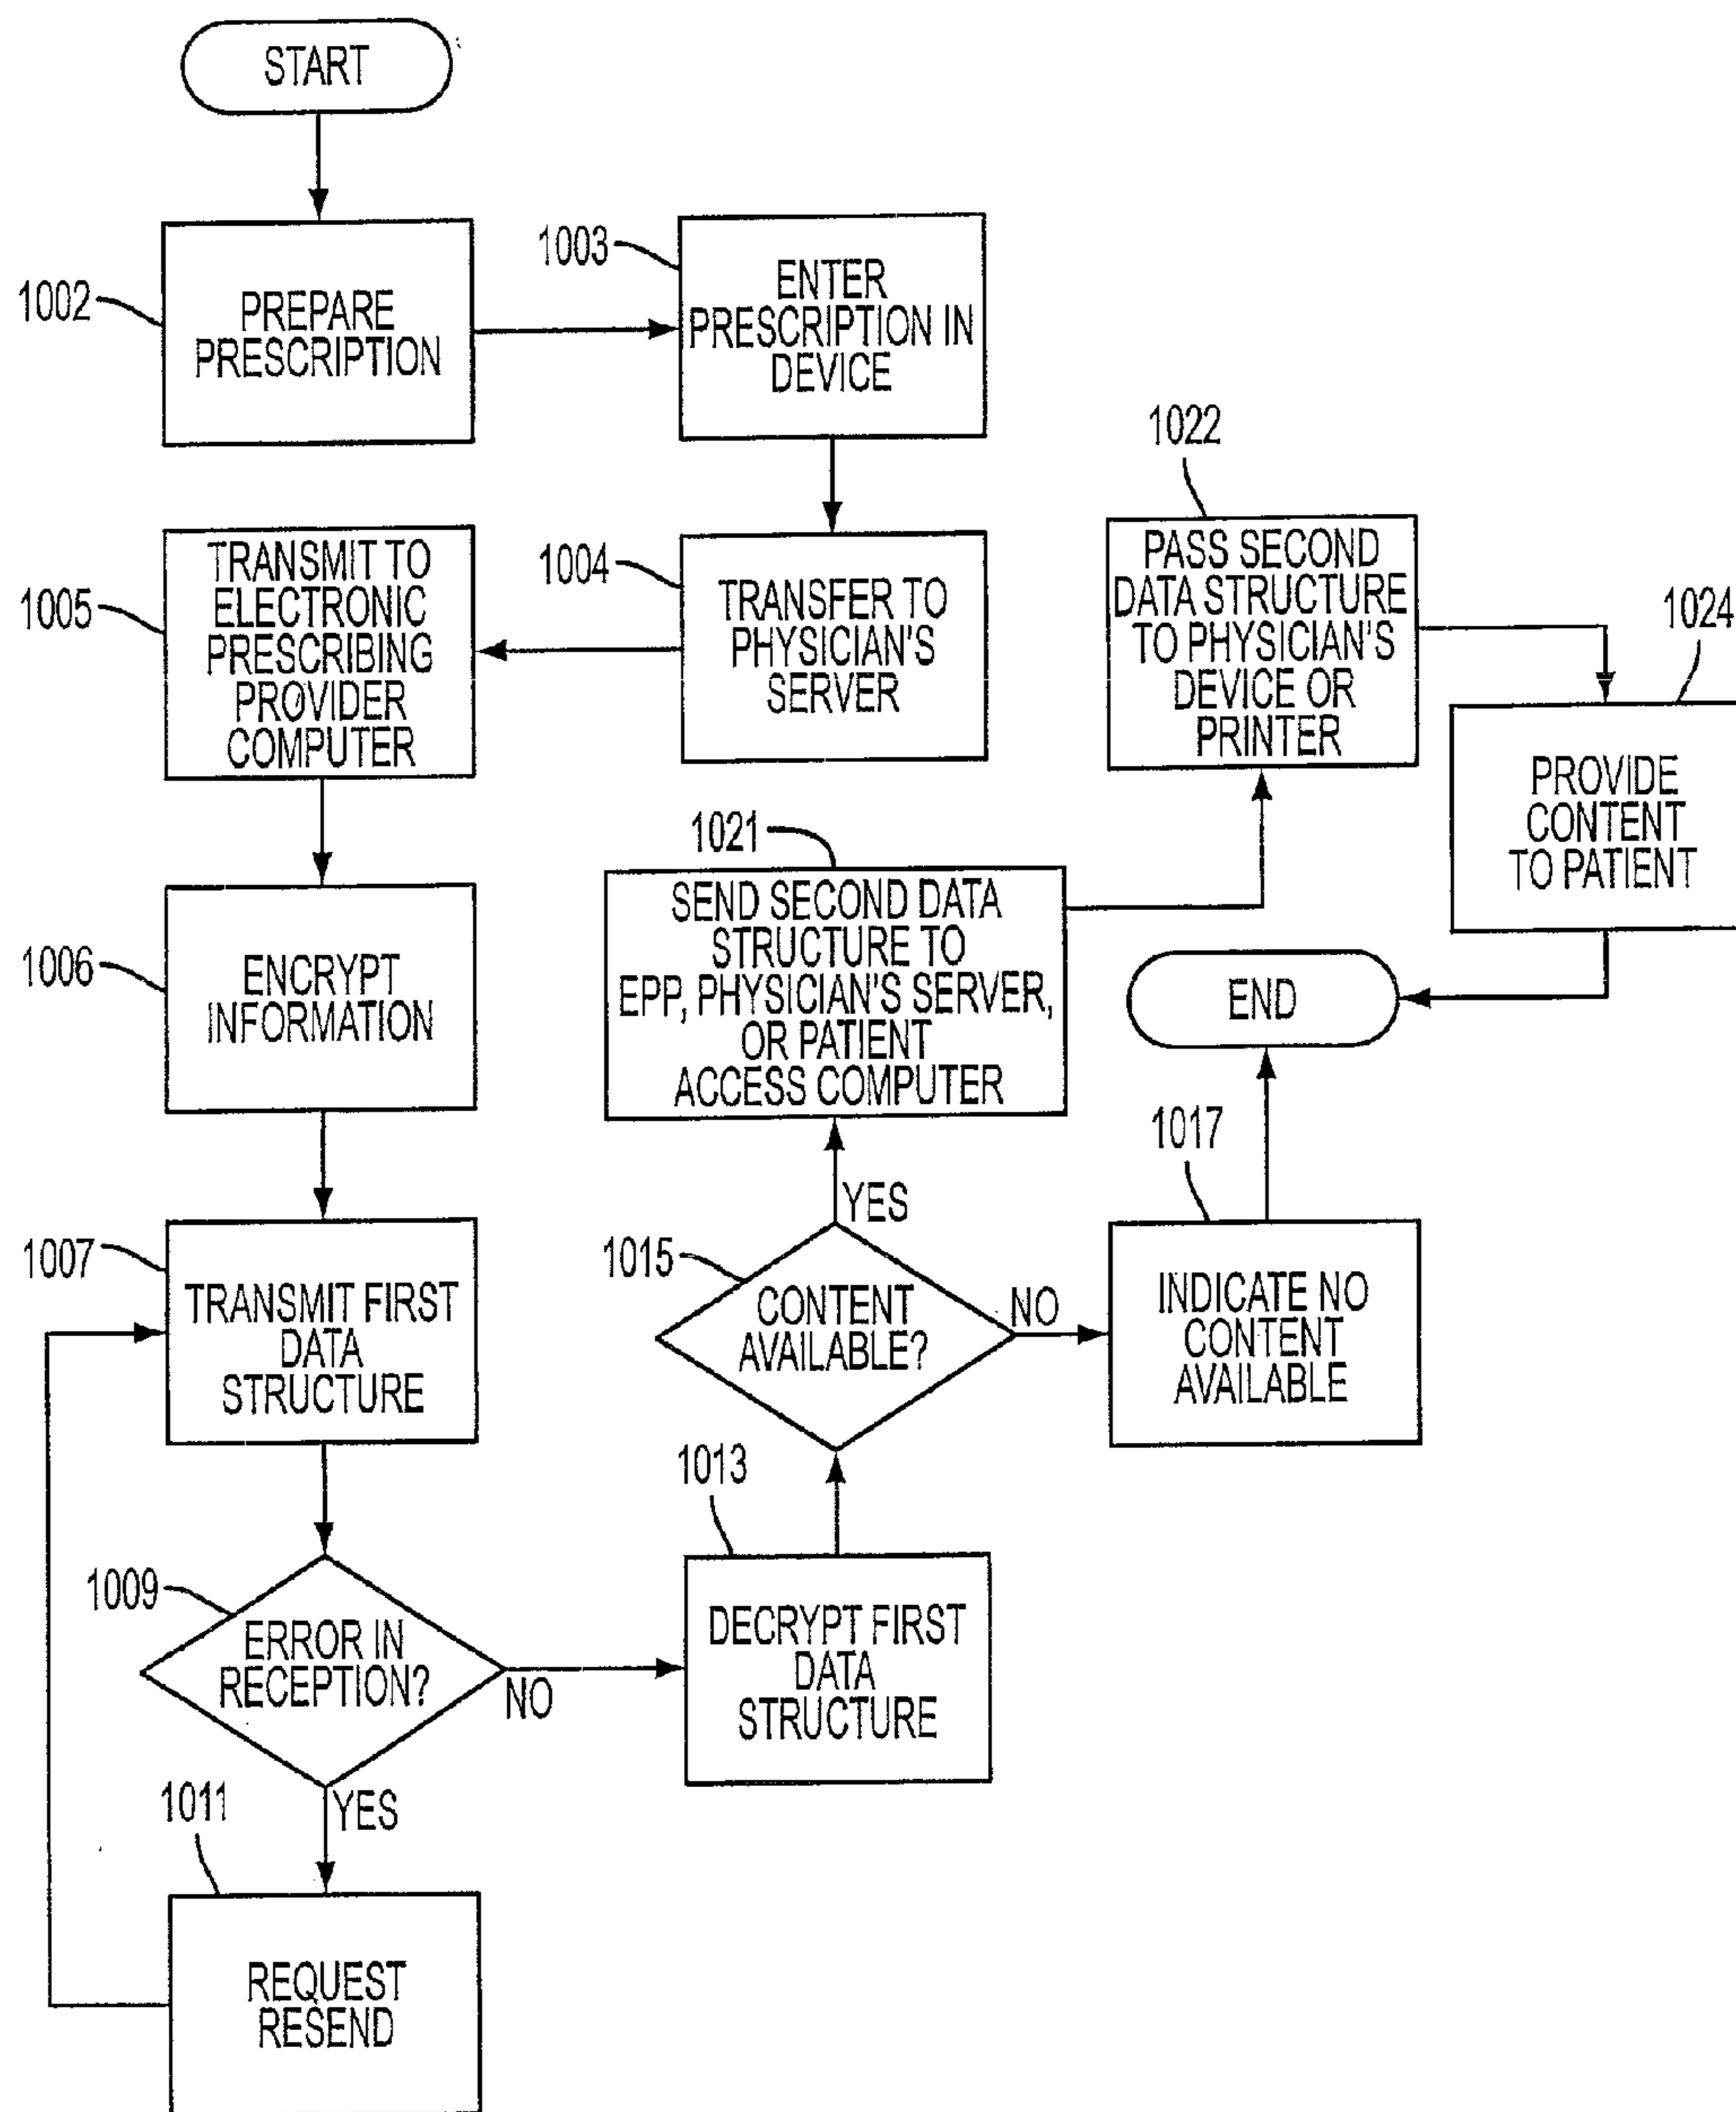 START
1002
PREPARE
PRESCRIPTION
1003
ENTER
PRESCRIPTION IN
DEVICE
1004
TRANSFER TO
PHYSICIAN'S
SERVER
1005
TRANSMIT TO
ELECTRONIC
PRESCRIBING
PROVIDER
COMPUTER
1006
ENCRYPT
INFORMATION
1007
TRANSMIT FIRST
DATA
STRUCTURE
1009
ERROR IN
RECEPTION?
YES
NO
1011
REQUEST
RESEND
1013
DECRYPT FIRST
DATA
STRUCTURE
1015
CONTENT
AVAILABLE?
YES
NO
1017
INDICATE NO
CONTENT
AVAILABLE
1021
SEND SECOND DATA
STRUCTURE TO
EPP, PHYSICIAN'S SERVER,
OR PATIENT
ACCESS COMPUTER
1022
PASS SECOND
DATA STRUCTURE
TO PHYSICIAN'S
DEVICE OR
PRINTER
1024
PROVIDE
CONTENT
TO PATIENT
END